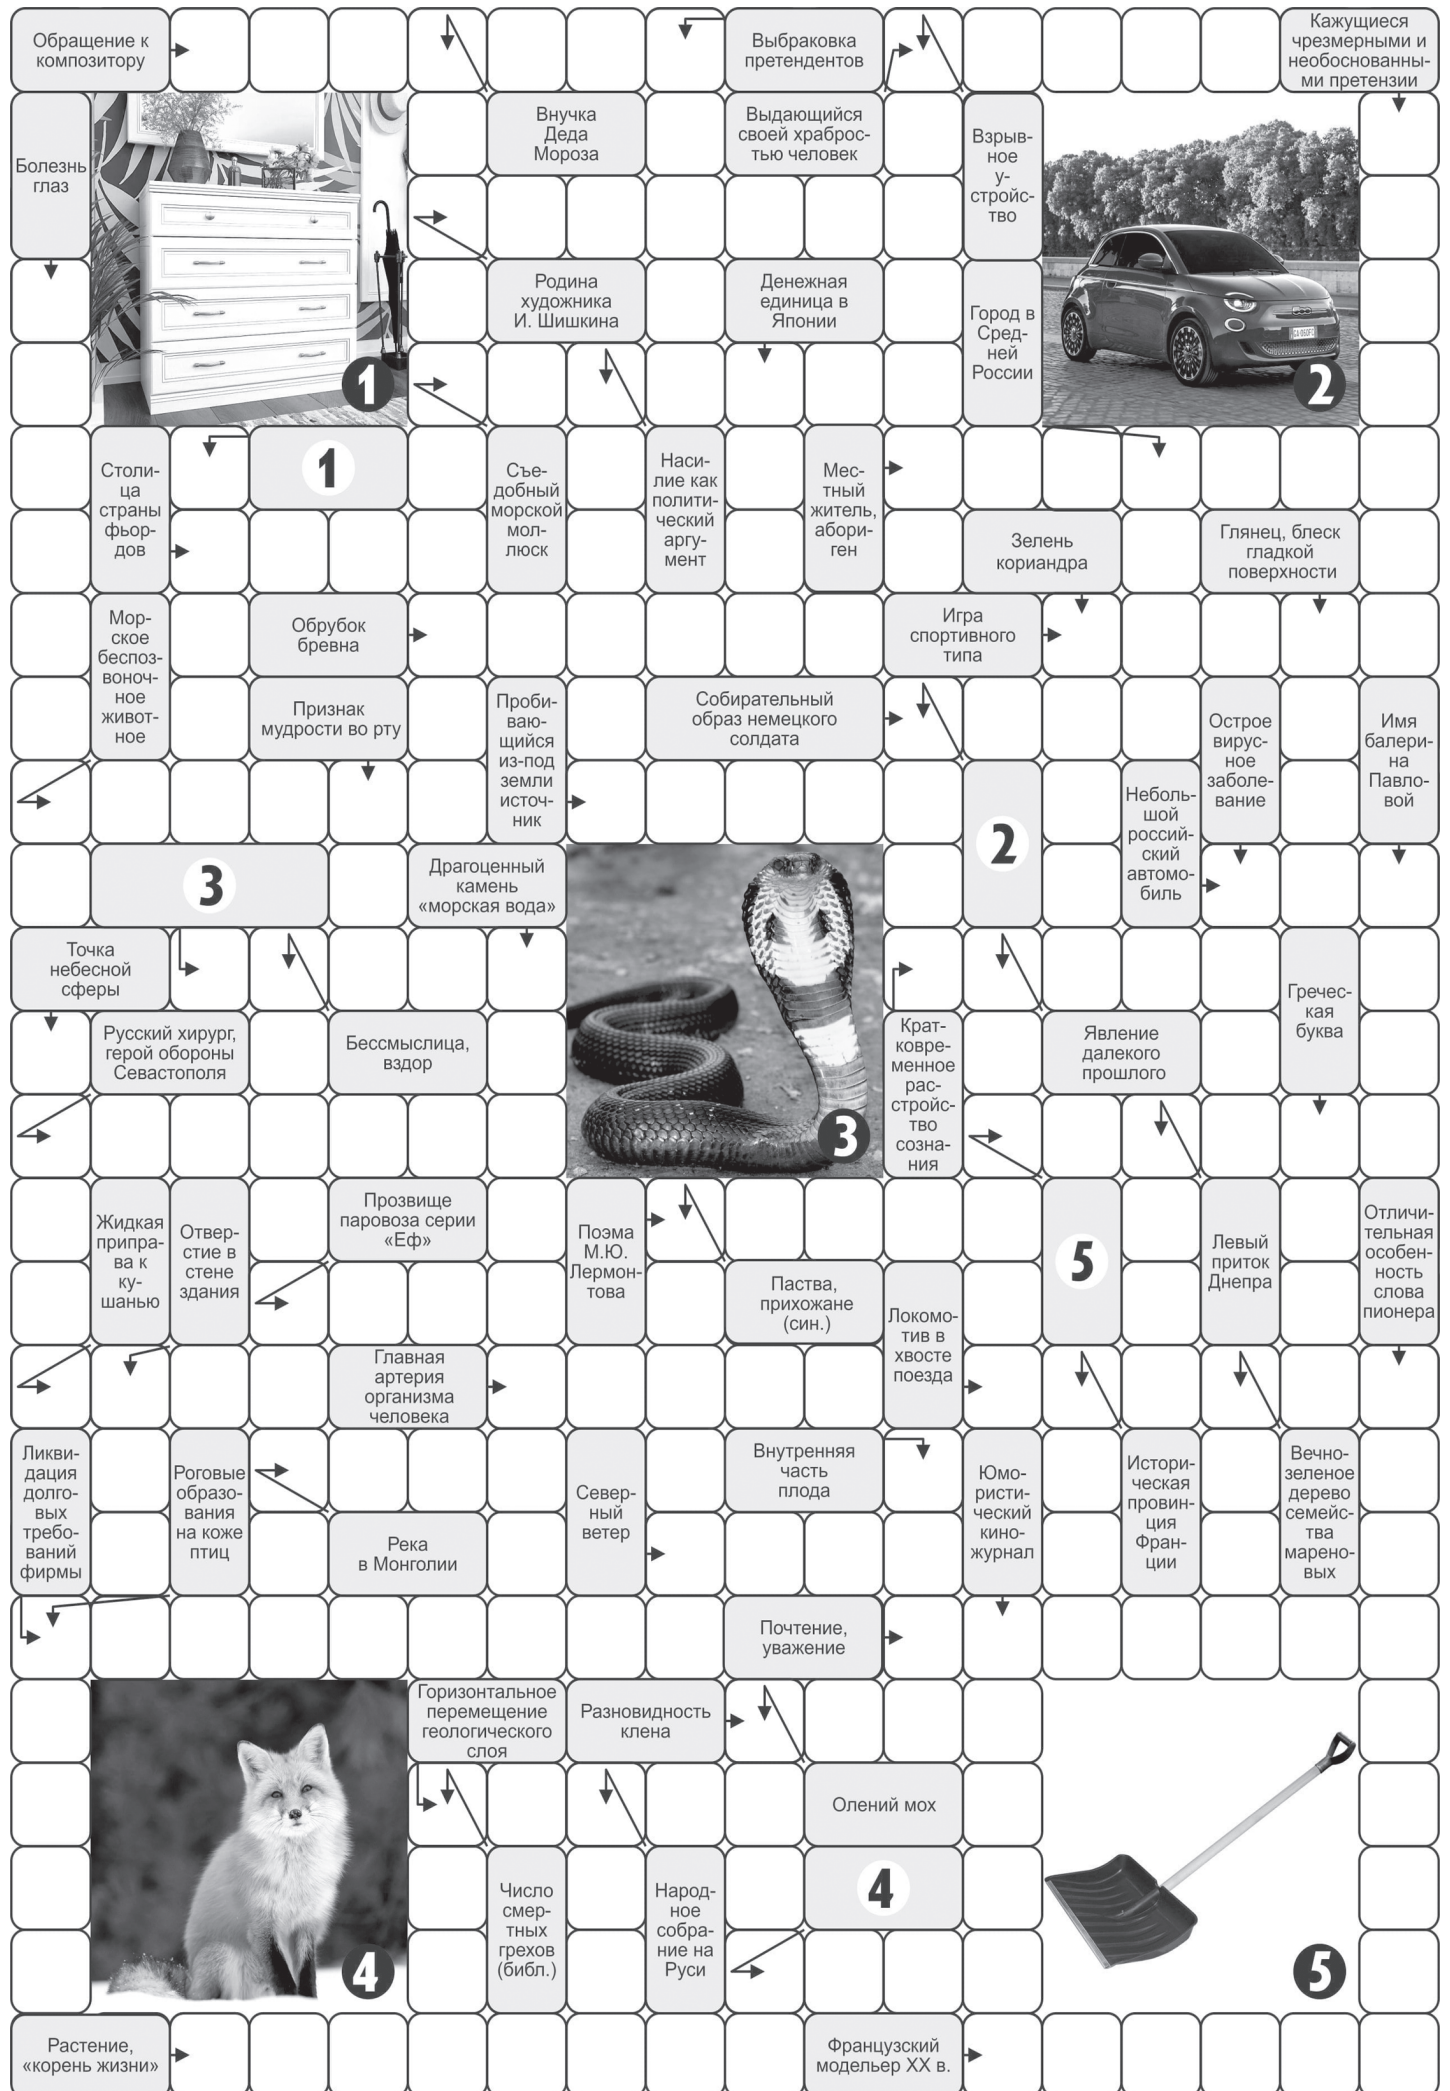 Обращение к
композитору
Выбраковка
претендентов
Кажущиеся
чрезмерными и
необоснованны-
ми претензии
Болезнь
глаз
Внучка
Деда
Мороза
Выдающийся
своей храброс-
тью человек
Взрыв-
ное
у-
стройс-
тво
Родина
художника
И. Шишкина
Денежная
единица в
Японии
Город в
Сред-
ней
России
1
2
Столи-
ца
страны
фьор-
дов
1
Съе-
добный
морской
мол-
люск
Наси-
лие как
полити-
ческий
аргу-
мент
Мес-
тный
житель,
абори-
ген
Зелень
кориандра
Глянец, блеск
гладкой
поверхности
Мор-
ское
беспоз-
воноч-
ное
живот-
ное
Обрубок
бревна
Игра
спортивного
типа
Признак
мудрости во рту
Проби-
ваю-
щийся
из-под
земли
источ-
ник
Собирательный
образ немецкого
солдата
Острое
вирус-
ное
заболе-
вание
Имя
балери-
на
Павло-
вой
2
Неболь-
шой
россий-
ский
автомо-
биль
3
Драгоценный
камень
«морская вода»
Точка
небесной
сферы
Гречес-
кая
буква
Русский хирург,
герой обороны
Севастополя
Бессмыслица,
вздор
3
Крат-
ковре-
менное
рас-
стройс-
тво
созна-
ния
Явление
далекого
прошлого
Жидкая
припра-
ва к
ку-
шанью
Отвер-
стие в
стене
здания
Прозвище
паровоза серии
«Еф»
Поэма
М.Ю.
Лермон-
това
Паства,
прихожане
(син.)
5
Левый
приток
Днепра
Отличи-
тельная
особен-
ность
слова
пионера
Локомо-
тив в
хвосте
поезда
Главная
артерия
организма
человека
Ликви-
дация
долго-
вых
требо-
ваний
фирмы
Роговые
образо-
вания
на коже
птиц
Север-
ный
ветер
Внутренняя
часть
плода
Юмо-
ристи-
ческий
кино-
журнал
Истори-
ческая
провин-
ция
Фран-
ции
Вечно-
зеленое
дерево
семейс-
тва
марено-
вых
Река
в Монголии
Почтение,
уважение
Горизонтальное
перемещение
геологического
слоя
Разновидность
клена
Олений мох
Число
смер-
тных
грехов
(библ.)
Народ-
ное
собра-
ние на
Руси
4
4
5
Растение,
«корень жизни»
Французский
модельер XX в.